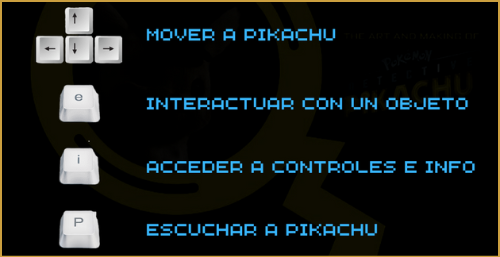 ↑
← ↓ →
MOVER A PIKACHU
e
INTERACTUAR CON UN OBJETO
i
ACCEDER A CONTROLES E INFO
P
ESCUCHAR A PIKACHU